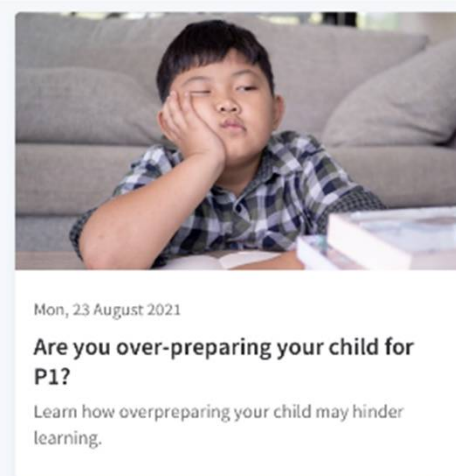 Mon, 23 August 2021
Are you over-preparing your child for
P1?
Learn how overpreparing your child may hinder
learning.